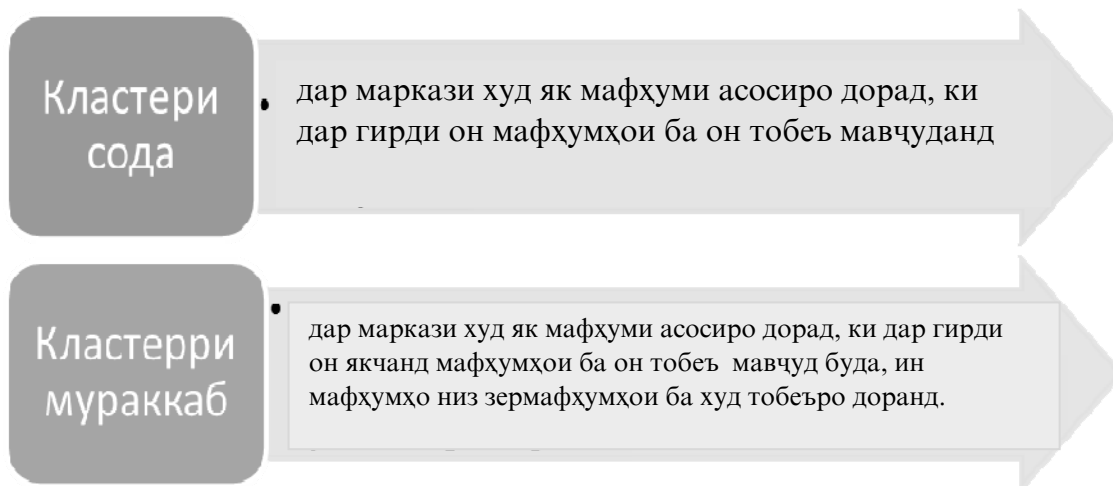 Кластери
сода
• дар маркази худ як мафҳуми асосиро дорад, ки
дар гирди он мафҳумҳои ба он тобеъ мавҷуданд
Кластерри
мураккаб
• дар маркази худ як мафҳуми асосиро дорад, ки дар гирди
он якчанд мафҳумҳои ба он тобеъ мавҷуд буда, ин
мафҳумҳо низ зермафҳумҳои ба худ тобеъро доранд.